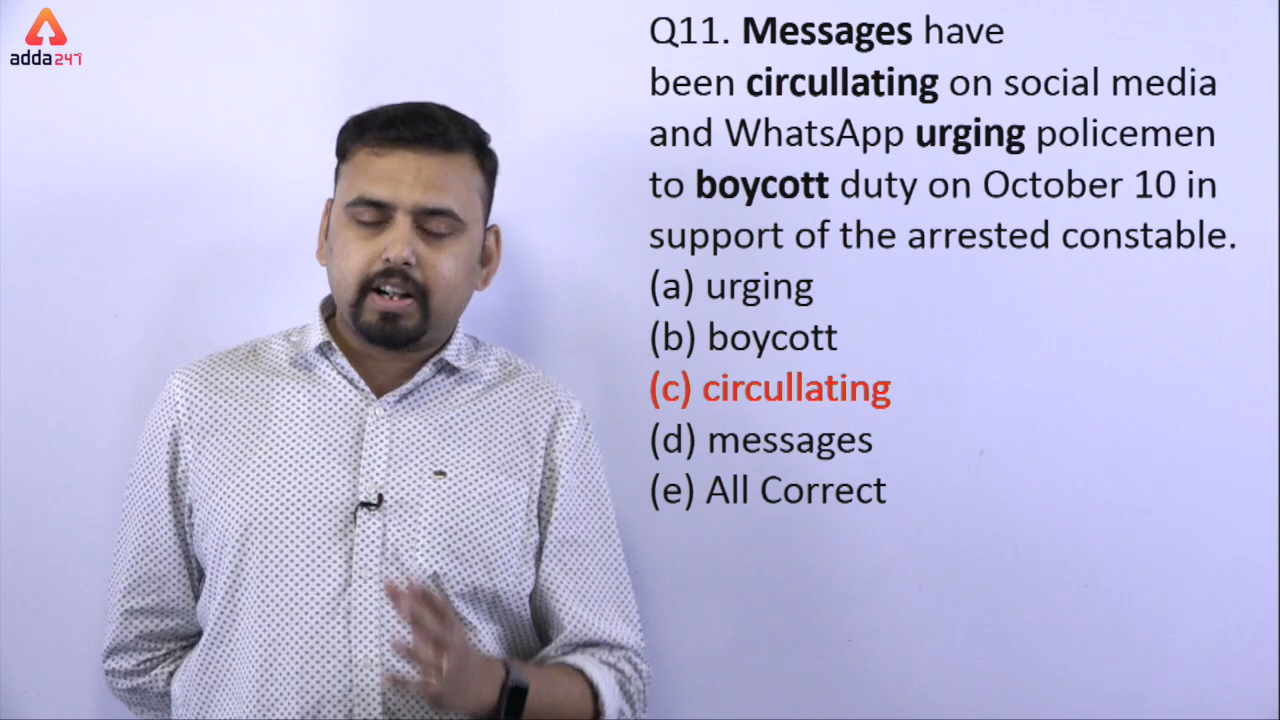 adda247
Q11. Messages have
been circullating on social media
and WhatsApp urging policemen
to boycott duty on October 10 in
support of the arrested constable.
(a) urging
(b) boycott
(c) circullating
(d) messages
(e) All Correct